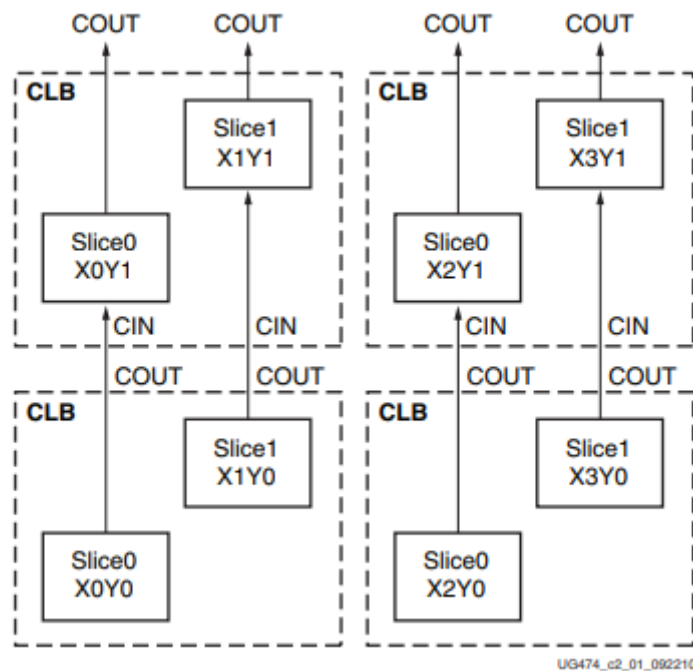 COUT COUT COUT COUT
CLB
Slice1
X1Y1
Slice0
X0Y1
CIN CIN
CLB
Slice1
X3Y1
Slice0
X2Y1
CIN CIN
COUT COUT COUT COUT
CLB
Slice1
X1Y0
Slice0
X0Y0
CLB
Slice1
X3Y0
Slice0
X2Y0
UG474_c2_01_092210